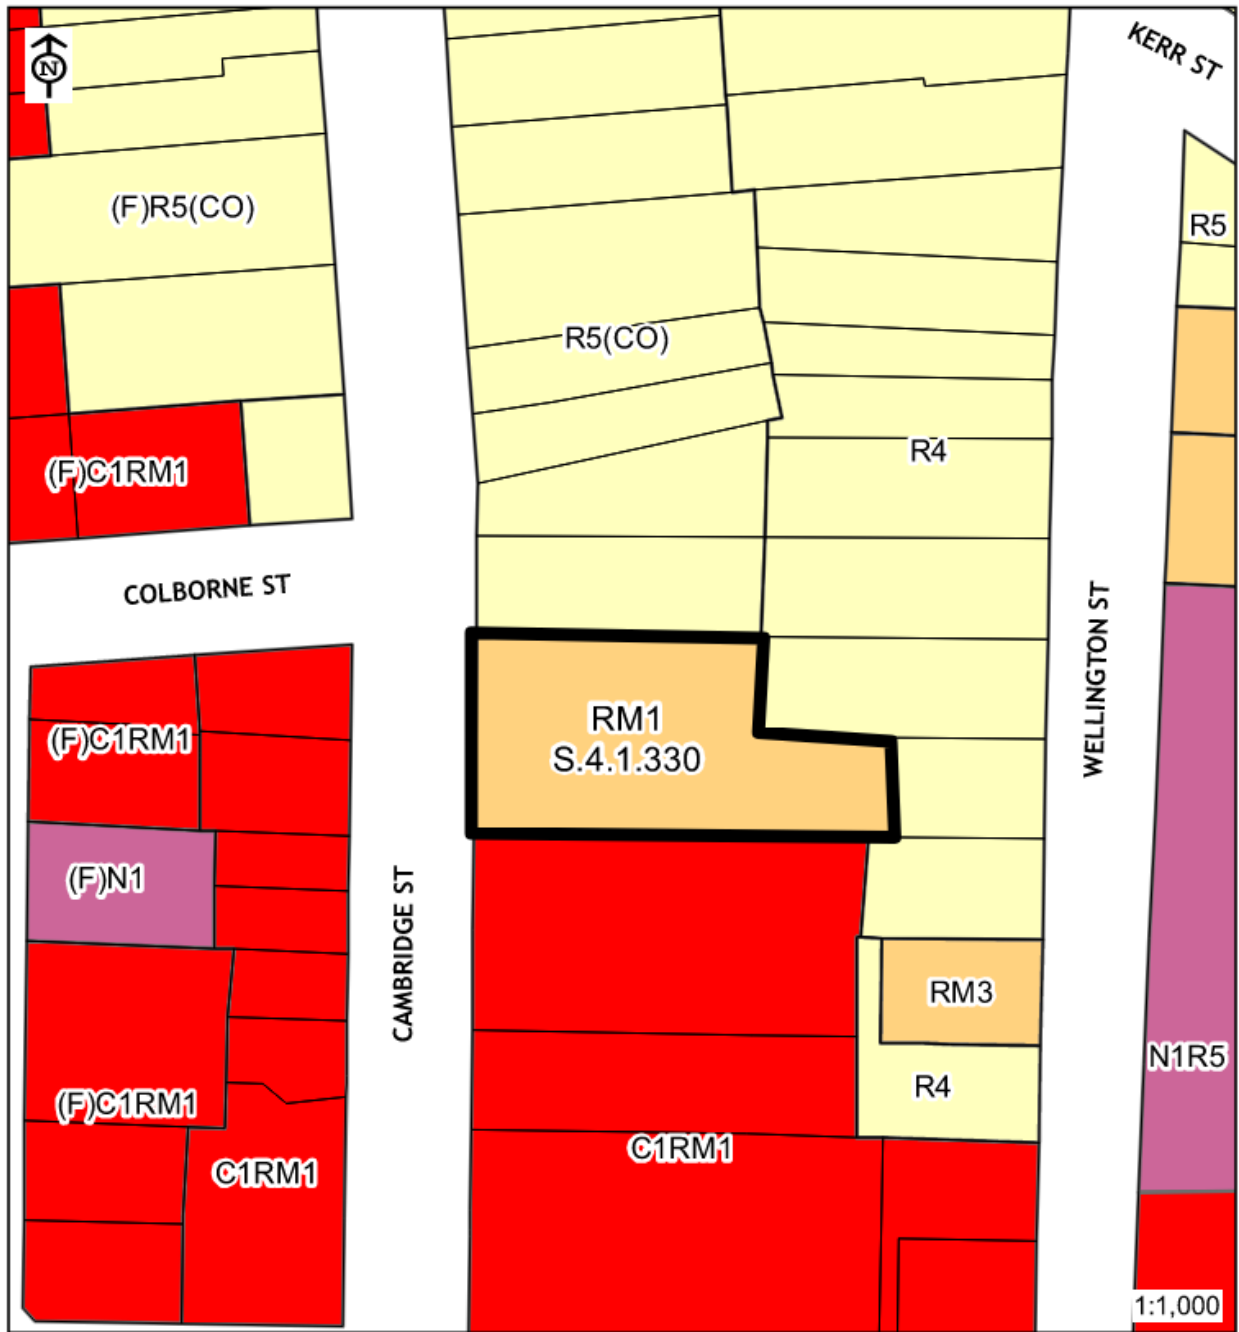 KERR ST
N
(F)R5(CO)
R5
R5(CO)
R4
(F)C1RM1
COLBORNE ST
WELLINGTON ST
RM1
S.4.1.330
(F)C1RM1
(F)N1
CAMBRIDGE ST
RM3
N1R5
R4
(F)C1RM1
C1RM1
C1RM1
1:1,000